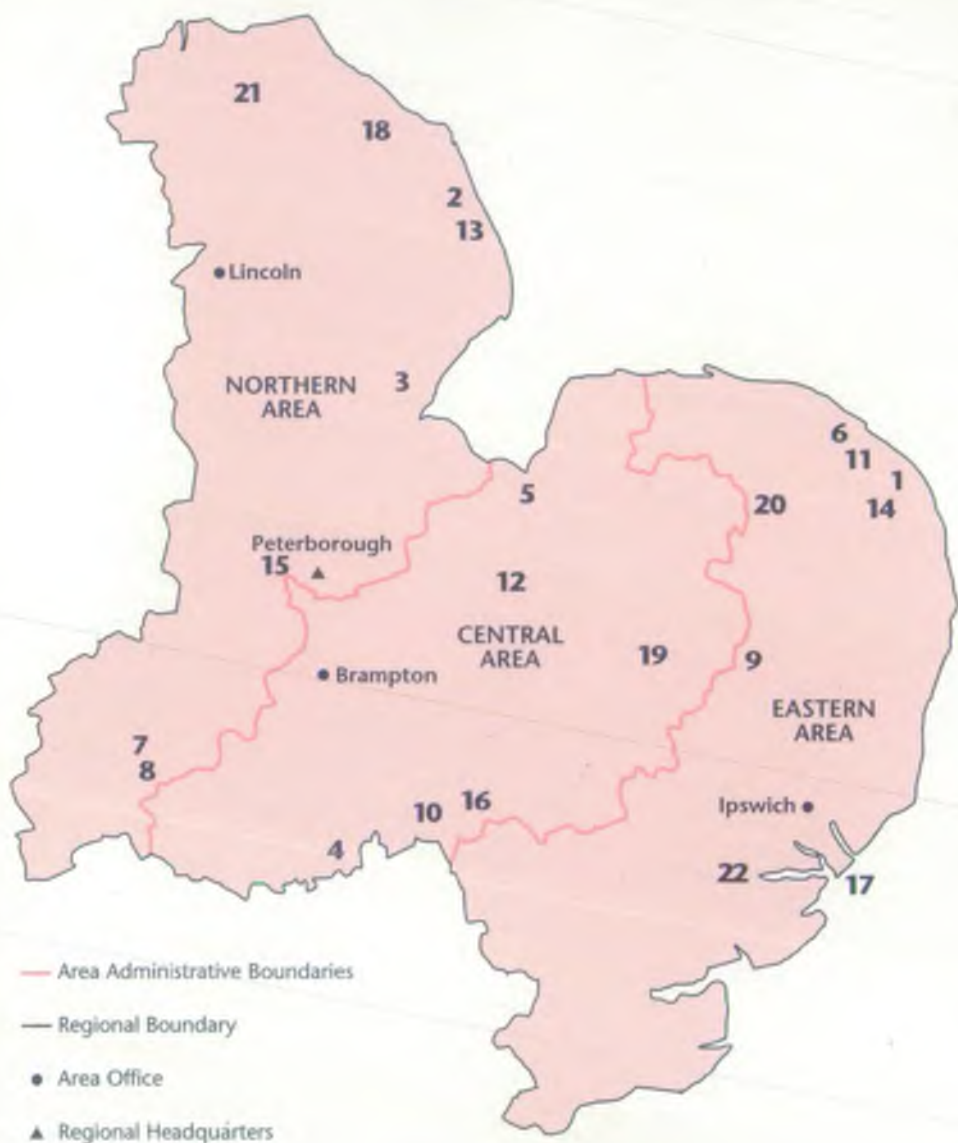 21
18
2
13
Lincoln
NORTHERN
AREA
3
6
11
1
5
20
14
Peterborough
15
12
CENTRAL
AREA
19
9
Brampton
EASTERN
AREA
7
8
Ipswich
16
10
4
22
17
Area Administrative Boundaries
Regional Boundary
Area Office
Regional Headquarters